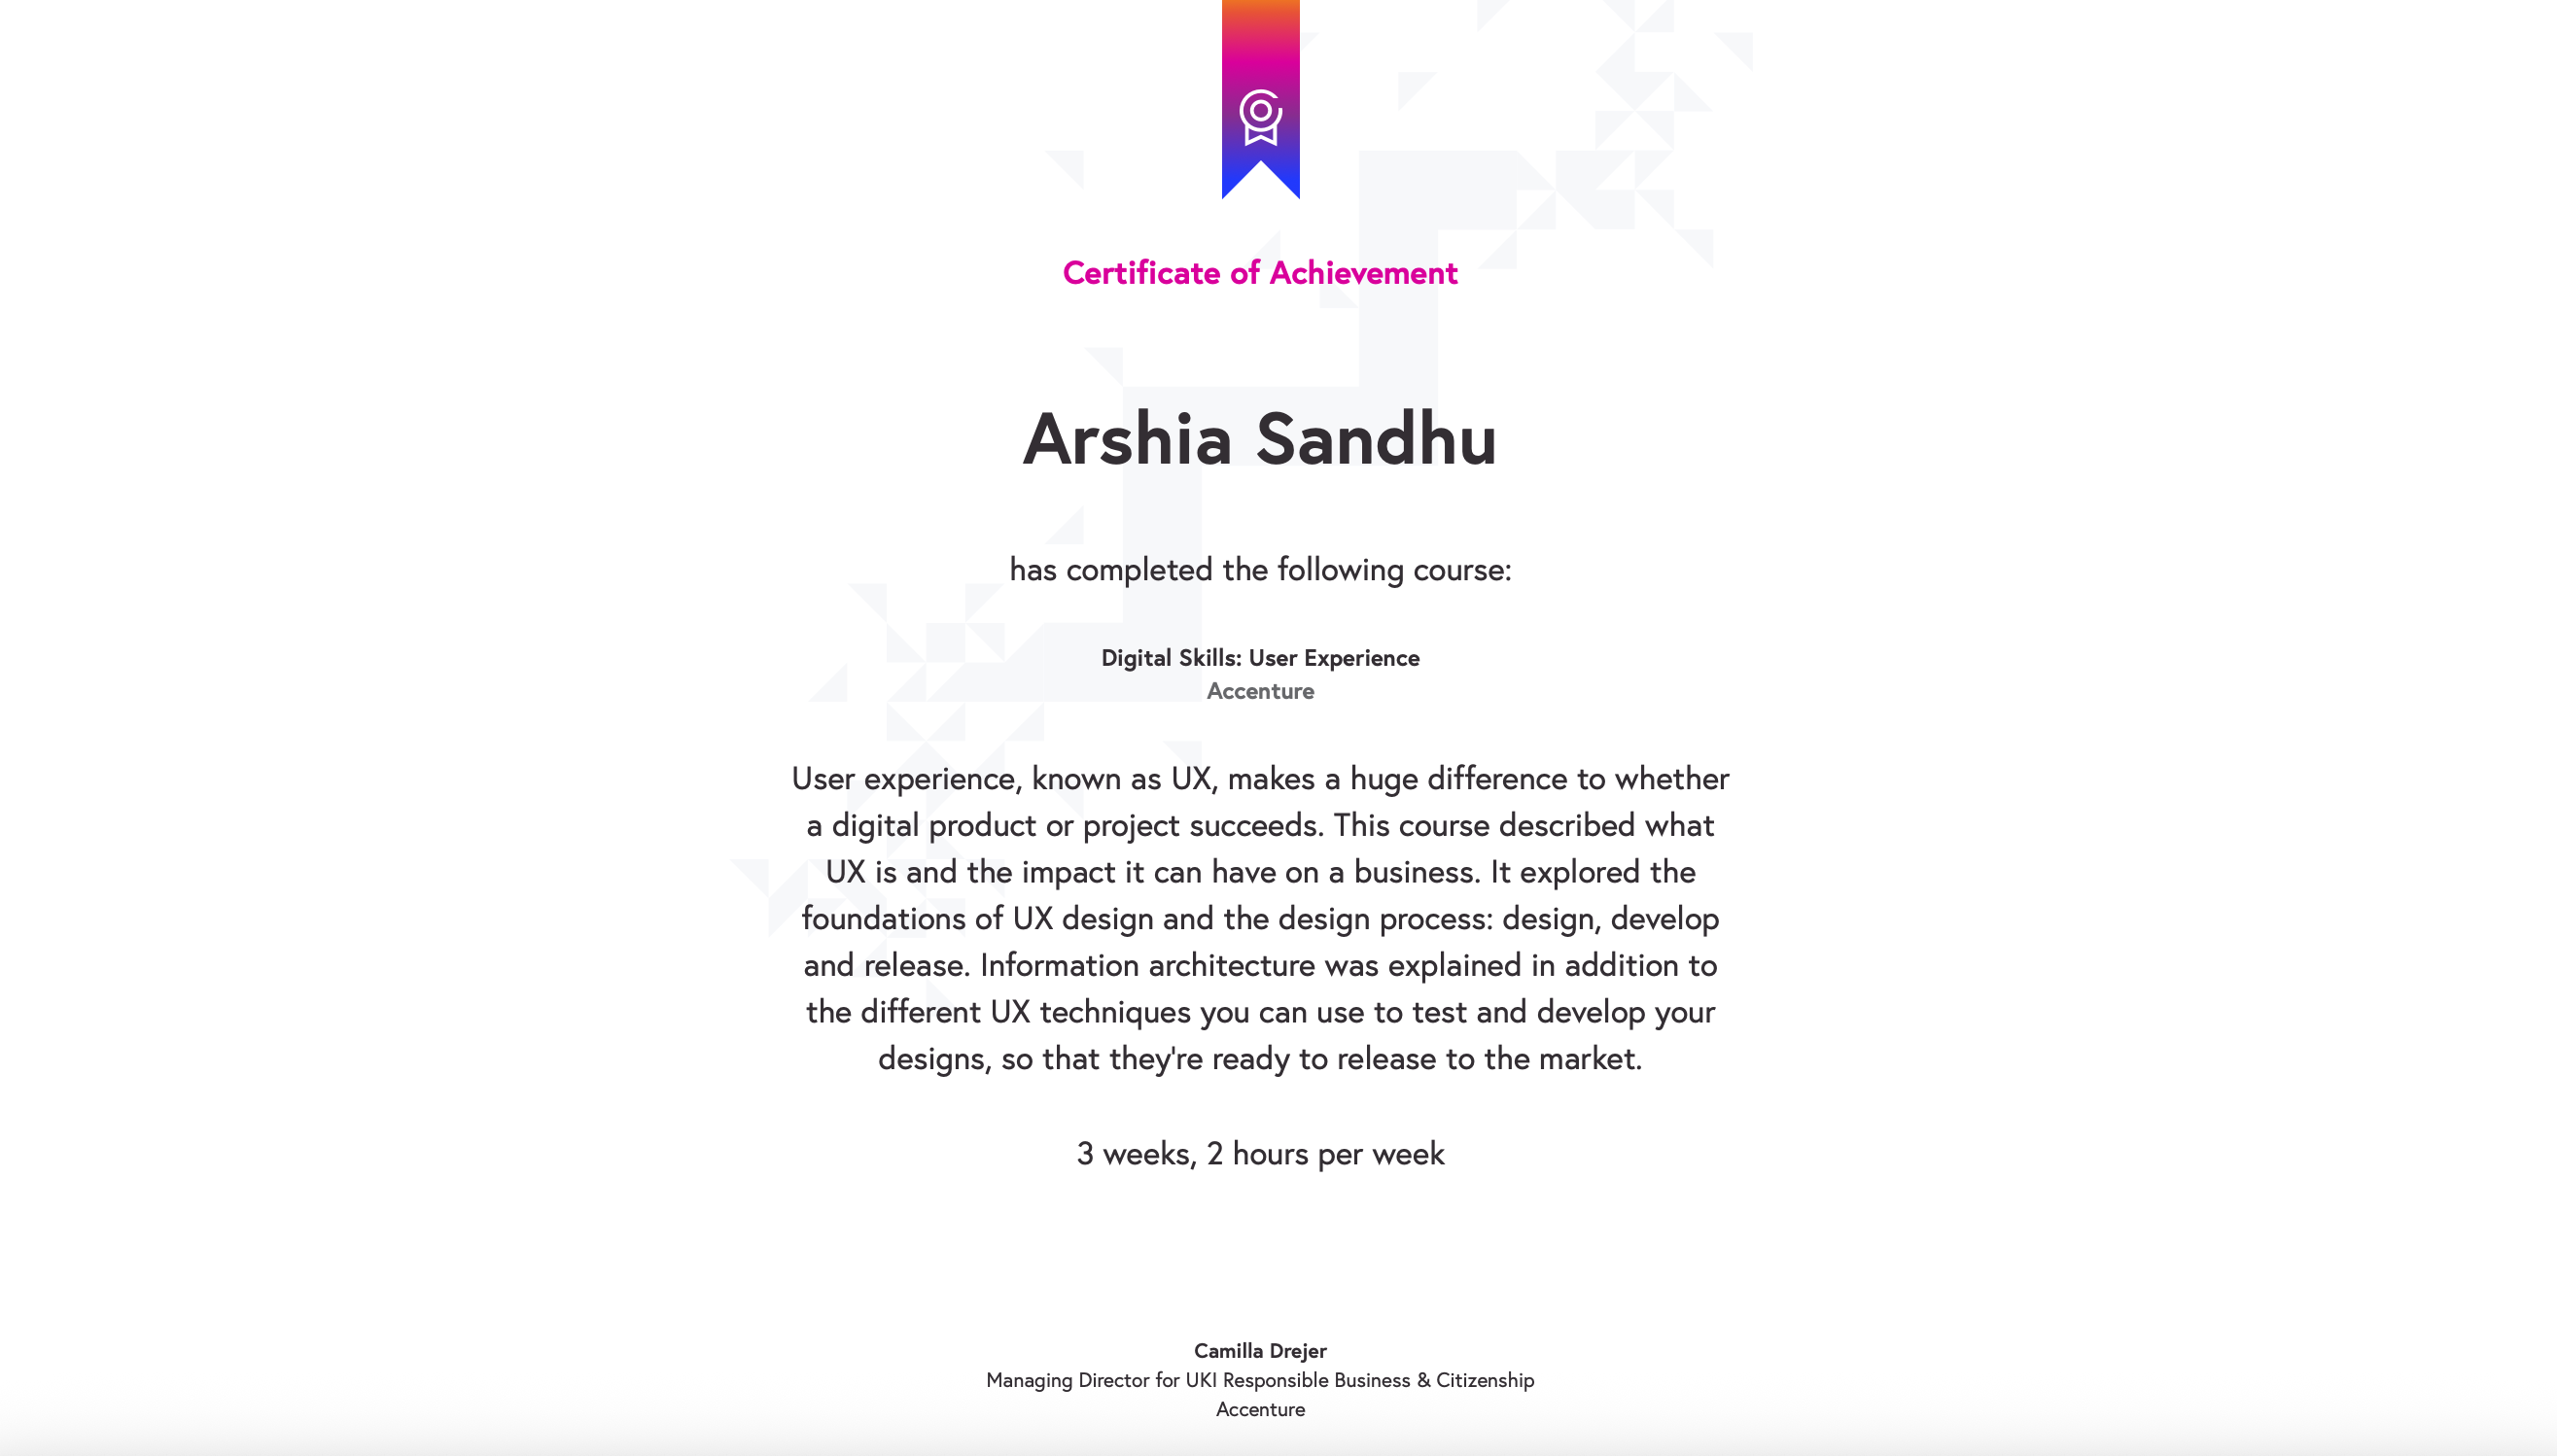 Certificate of Achievement
Arshia Sandhu
has completed the following course:
Digital Skills: User Experience
Accenture
User experience, known as UX, makes a huge difference to whether
a digital product or project succeeds. This course described what
UX is and the impact it can have on a business. It explored the
foundations of UX design and the design process: design, develop
and release. Information architecture was explained in addition to
the different UX techniques you can use to test and develop your
designs, so that they're ready to release to the market.
3 weeks, 2 hours per week
Camilla Drejer
Managing Director for UKI Responsible Business & Citizenship
Accenture